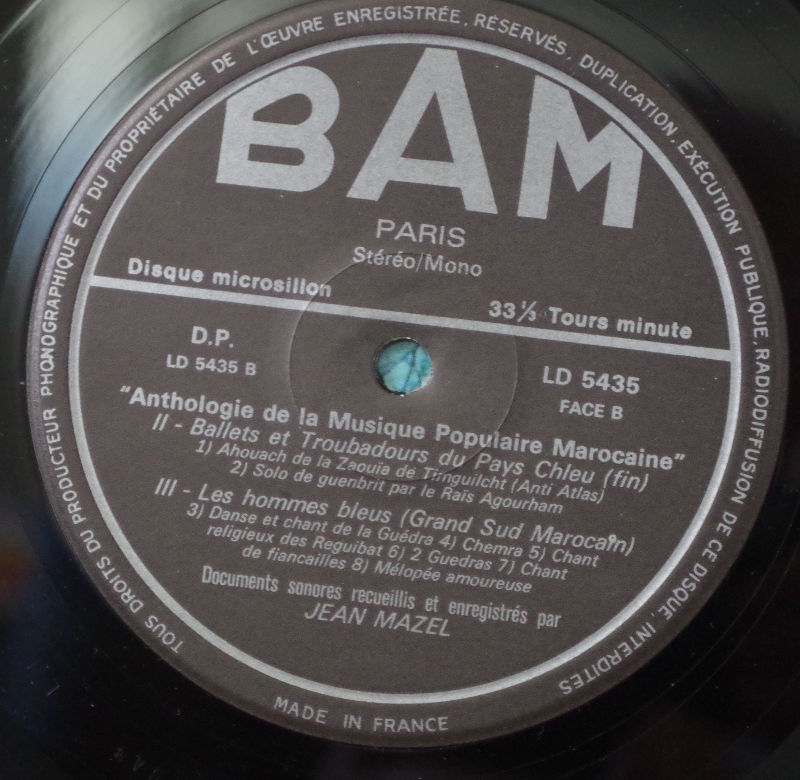 TOUS DROITS DU PRODUCTEUR PHONOGRAPHIQUE ET DU PROPRIÉTAIRE DE L'ŒUVRE ENREGISTRÉE, RÉSERVÉS, DUPLICATION, EXÉCUTION PUBLIQUE, RADIODIFFUSION DE CE DISQUE, INTERDITES
BAM
PARIS
Stéréo/Mono
Disque microsillon
33⅓ Tours minute
D.P.
LD 5435 B
LD 5435
FACE B
"Anthologie de la Musique Populaire Marocaine"
II - Ballets et Troubadours du Pays Chleu (fin)
1) Ahouach de la Zaouia de Timguilcht (Anti Atlas)
2) Solo de guenbrit par le Rais Agourham
III - Les hommes bleus (Grand Sud Marocain)
3) Danse et chant de la Guédra 4) Chemra 5) Chant
religieux des Reguibat 6) 2 Guedras 7) Chant
de fiancailles 8) Mélopée amoureuse
Documents sonores recueillis et enregistrés par
JEAN MAZEL
MADE IN FRANCE